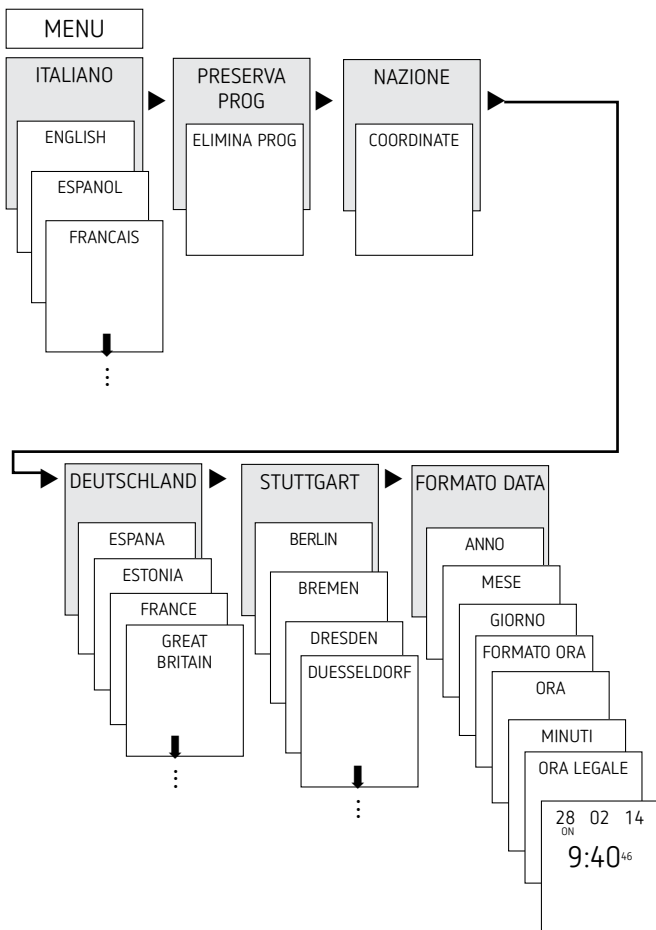 MENU
ITALIANO
ENGLISH
ESPANOL
FRANCAIS
PRESERVA
PROG
ELIMINA PROG
NAZIONE
COORDINATE
DEUTSCHLAND
ESPANA
ESTONIA
FRANCE
GREAT
BRITAIN
STUTTGART
BERLIN
BREMEN
DRESDEN
DUESSELDORF
FORMATO DATA
ANNO
MESE
GIORNO
FORMATO ORA
ORA
MINUTI
ORA LEGALE
28 02 14
ON
9:40 46